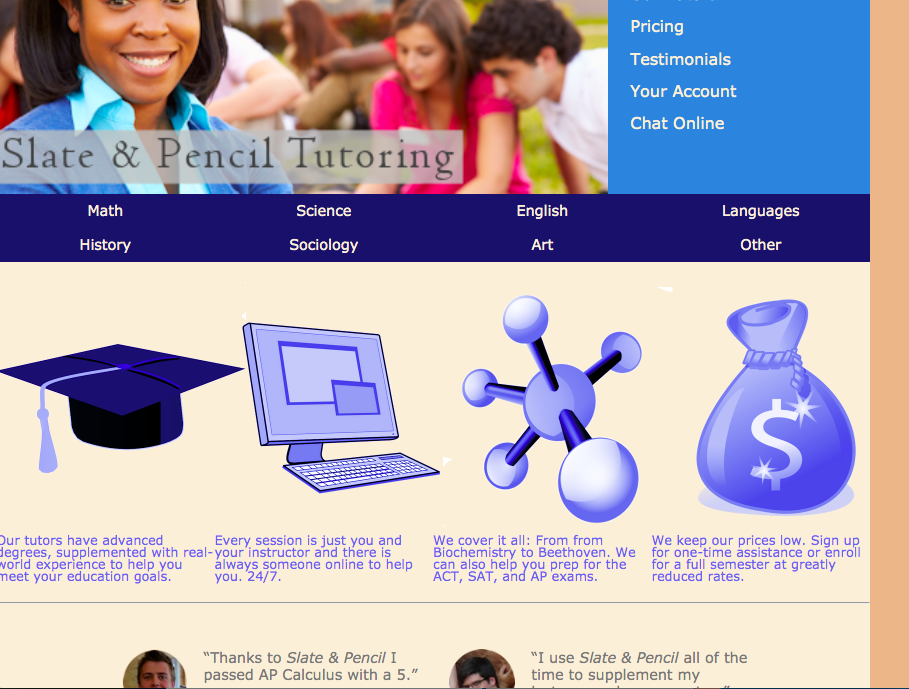 Pricing
Testimonials
Your Account
Chat Online
Slate & Pencil Tutoring
Math
Science
English
Languages
History
Sociology
Art
Other
$
Our tutors have advanced
degrees, supplemented with real-
world experience to help you
meet your education goals.
Every session is just you and
your instructor and there is
always someone online to help
you. 24/7.
We cover it all: From from
Biochemistry to Beethoven. We
can also help you prep for the
ACT, SAT, and AP exams.
We keep our prices low. Sign up
for one-time assistance or enroll
for a full semester at greatly
reduced rates.
“Thanks to Slate & Pencil I
passed AP Calculus with a 5.”
“I use Slate & Pencil all of the
time to supplement my